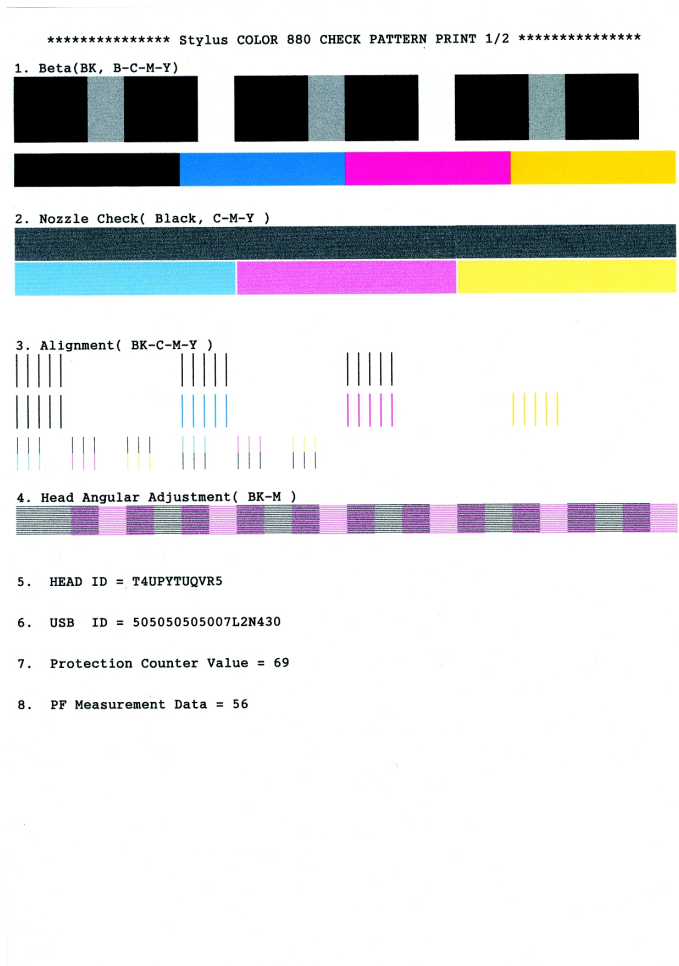 *************** Stylus COLOR 880 CHECK PATTERN PRINT 1/2 ***************
1. Beta(BK, B-C-M-Y)
2. Nozzle Check( Black, C-M-Y )
3. Alignment( BK-C-M-Y )
4. Head Angular Adjustment( BK-M )
5. HEAD ID = T4UPYTUQVR5
6. USB ID = 505050505007L2N430
7. Protection Counter Value = 69
8. PF Measurement Data = 56